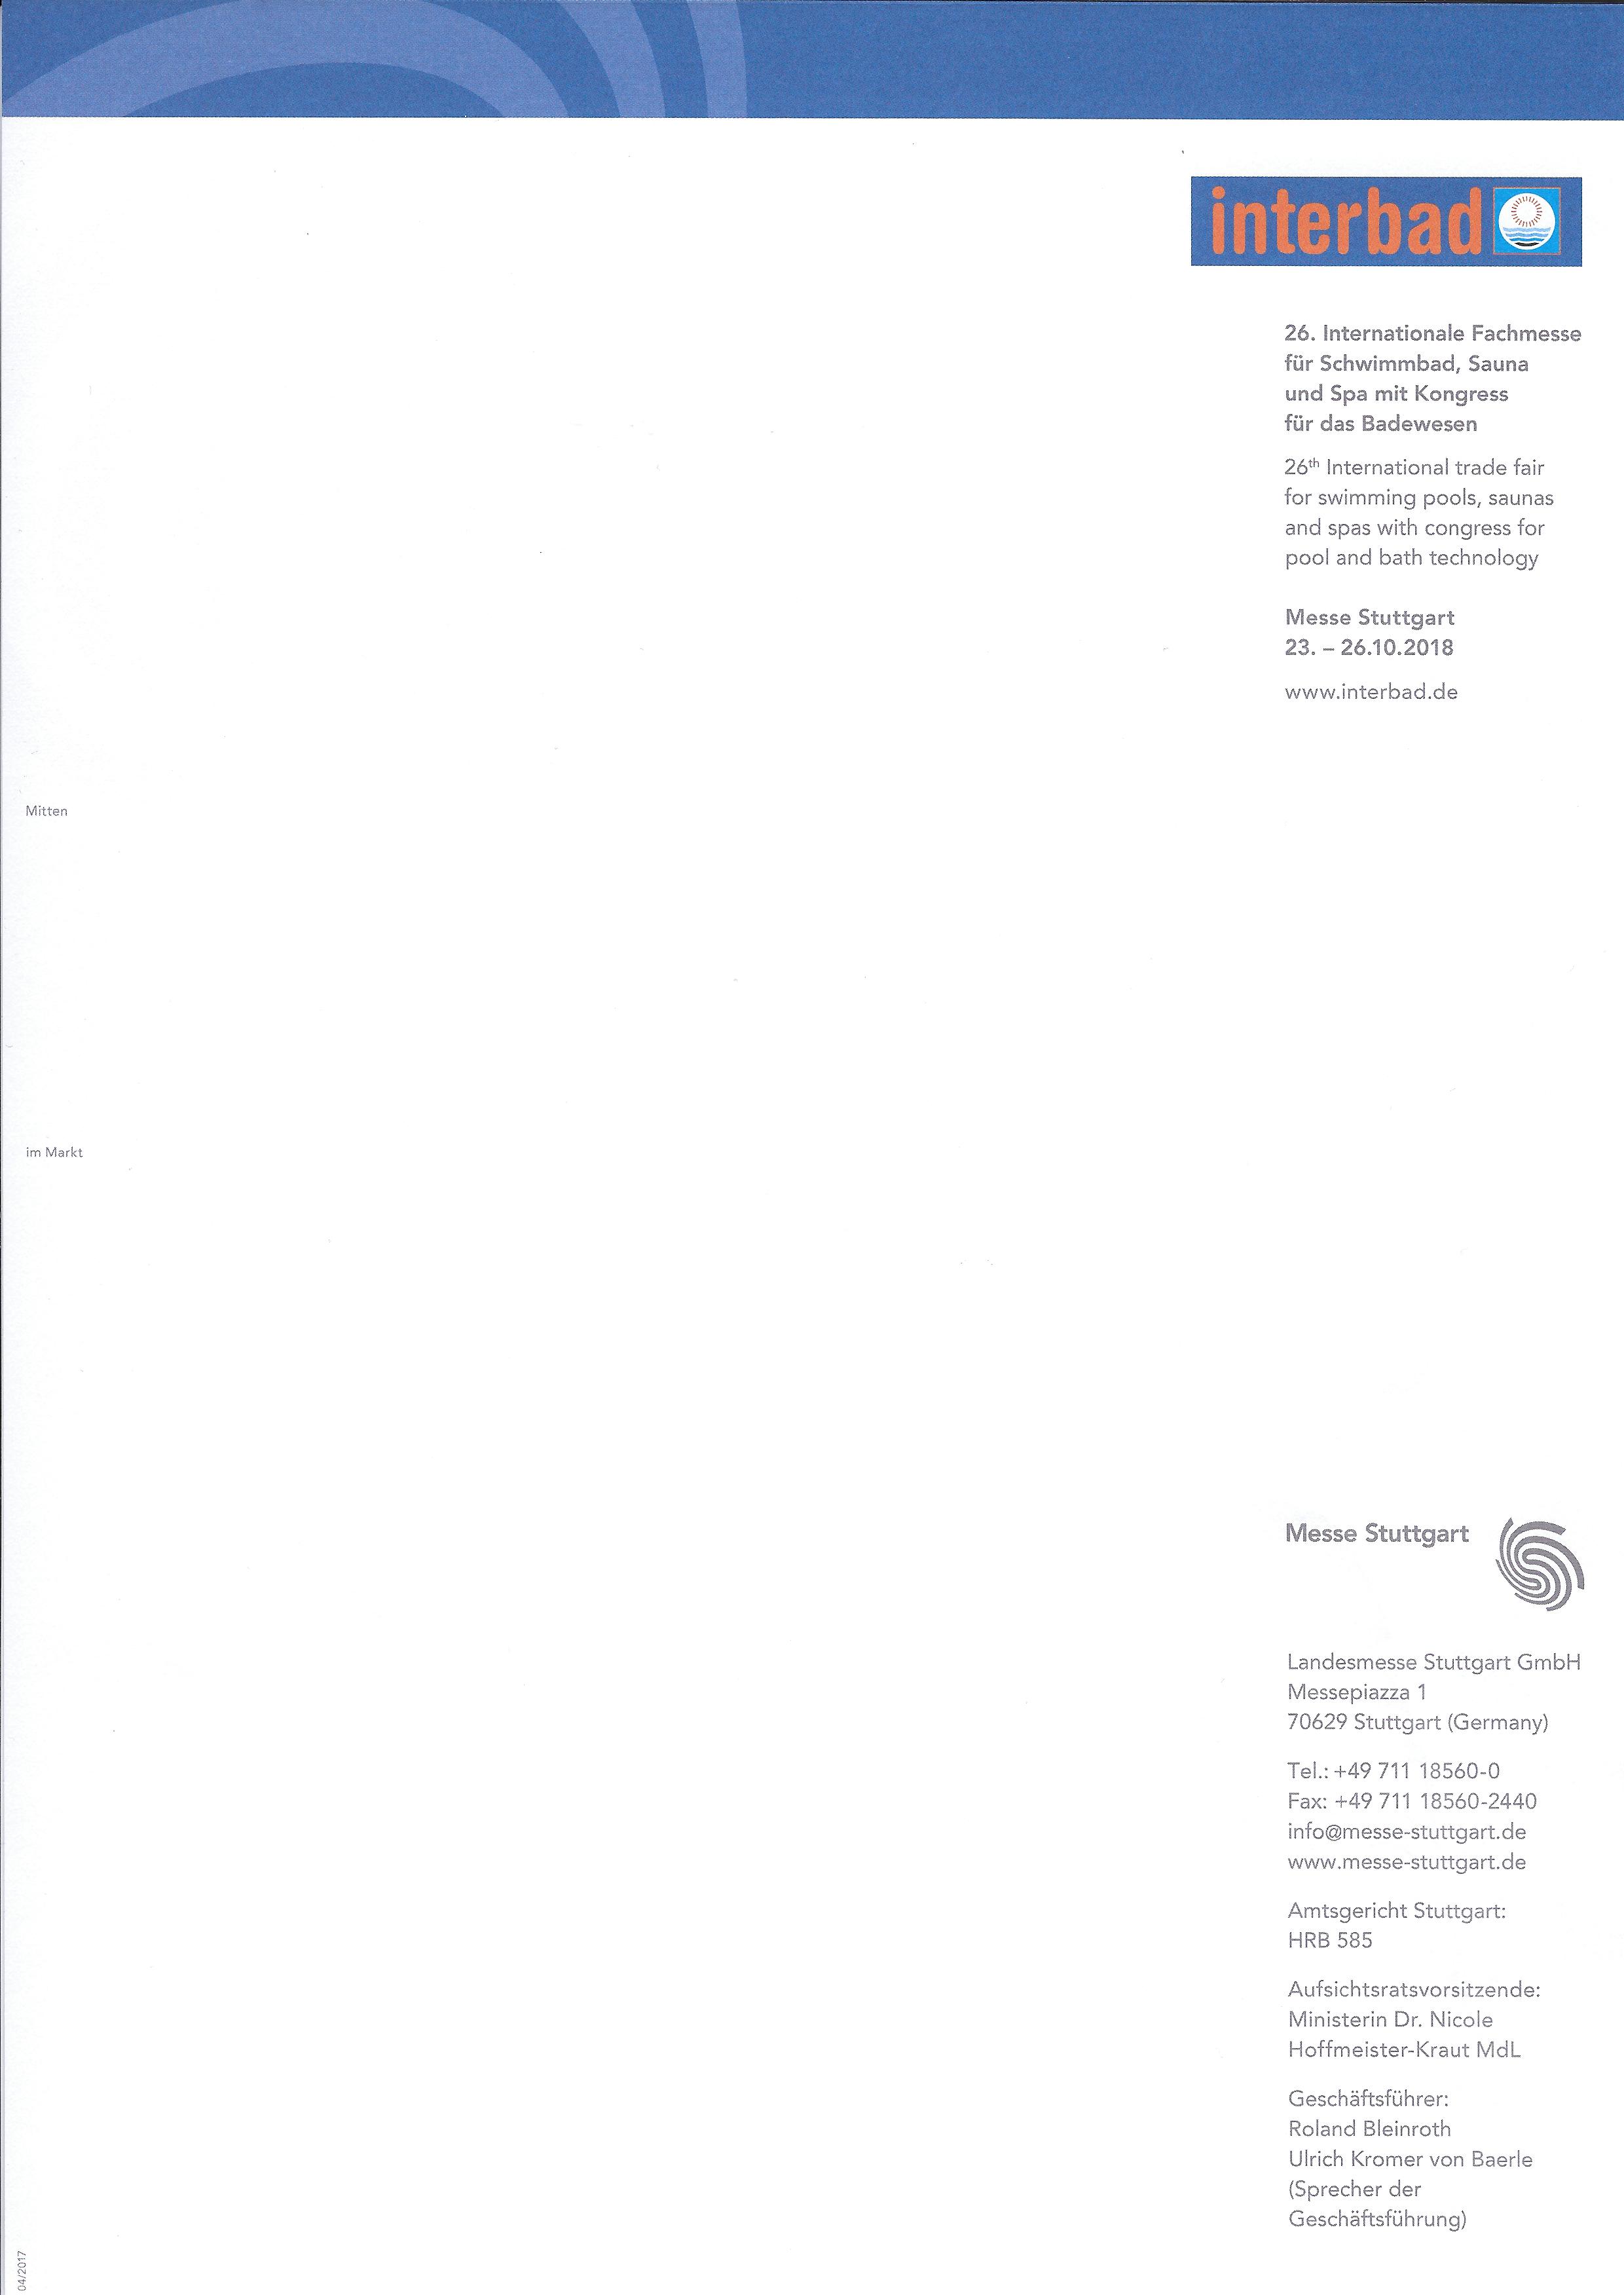 interbad
26. Internationale Fachmesse
für Schwimmbad, Sauna
und Spa mit Kongress
für das Badewesen
26th International trade fair
for swimming pools, saunas
and spas with congress for
pool and bath technology
Messe Stuttgart
23. – 26.10.2018
www.interbad.de
Mitten
im Markt
Messe Stuttgart
Landesmesse Stuttgart GmbH
Messepiazza 1
70629 Stuttgart (Germany)
Tel.: +49 711 18560-0
Fax: +49 711 18560-2440
info@messe-stuttgart.de
www.messe-stuttgart.de
Amtsgericht Stuttgart:
HRB 585
Aufsichtsratsvorsitzende:
Ministerin Dr. Nicole
Hoffmeister-Kraut MdL
Geschäftsführer:
Roland Bleinroth
Ulrich Kromer von Baerle
(Sprecher der
Geschäftsführung)
04/2017